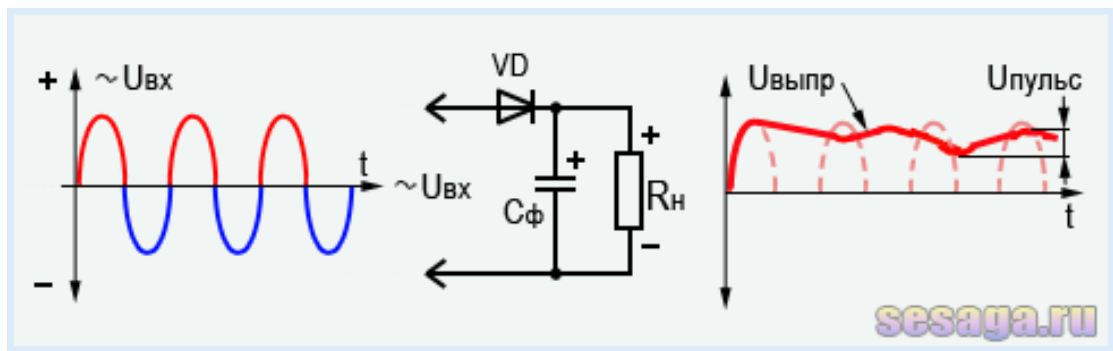 + ~Uвх
t
−
VD
~Uвх
+
Cф
+
Rн
−
Uвыпр
Uпульс
t
sesaga.ru